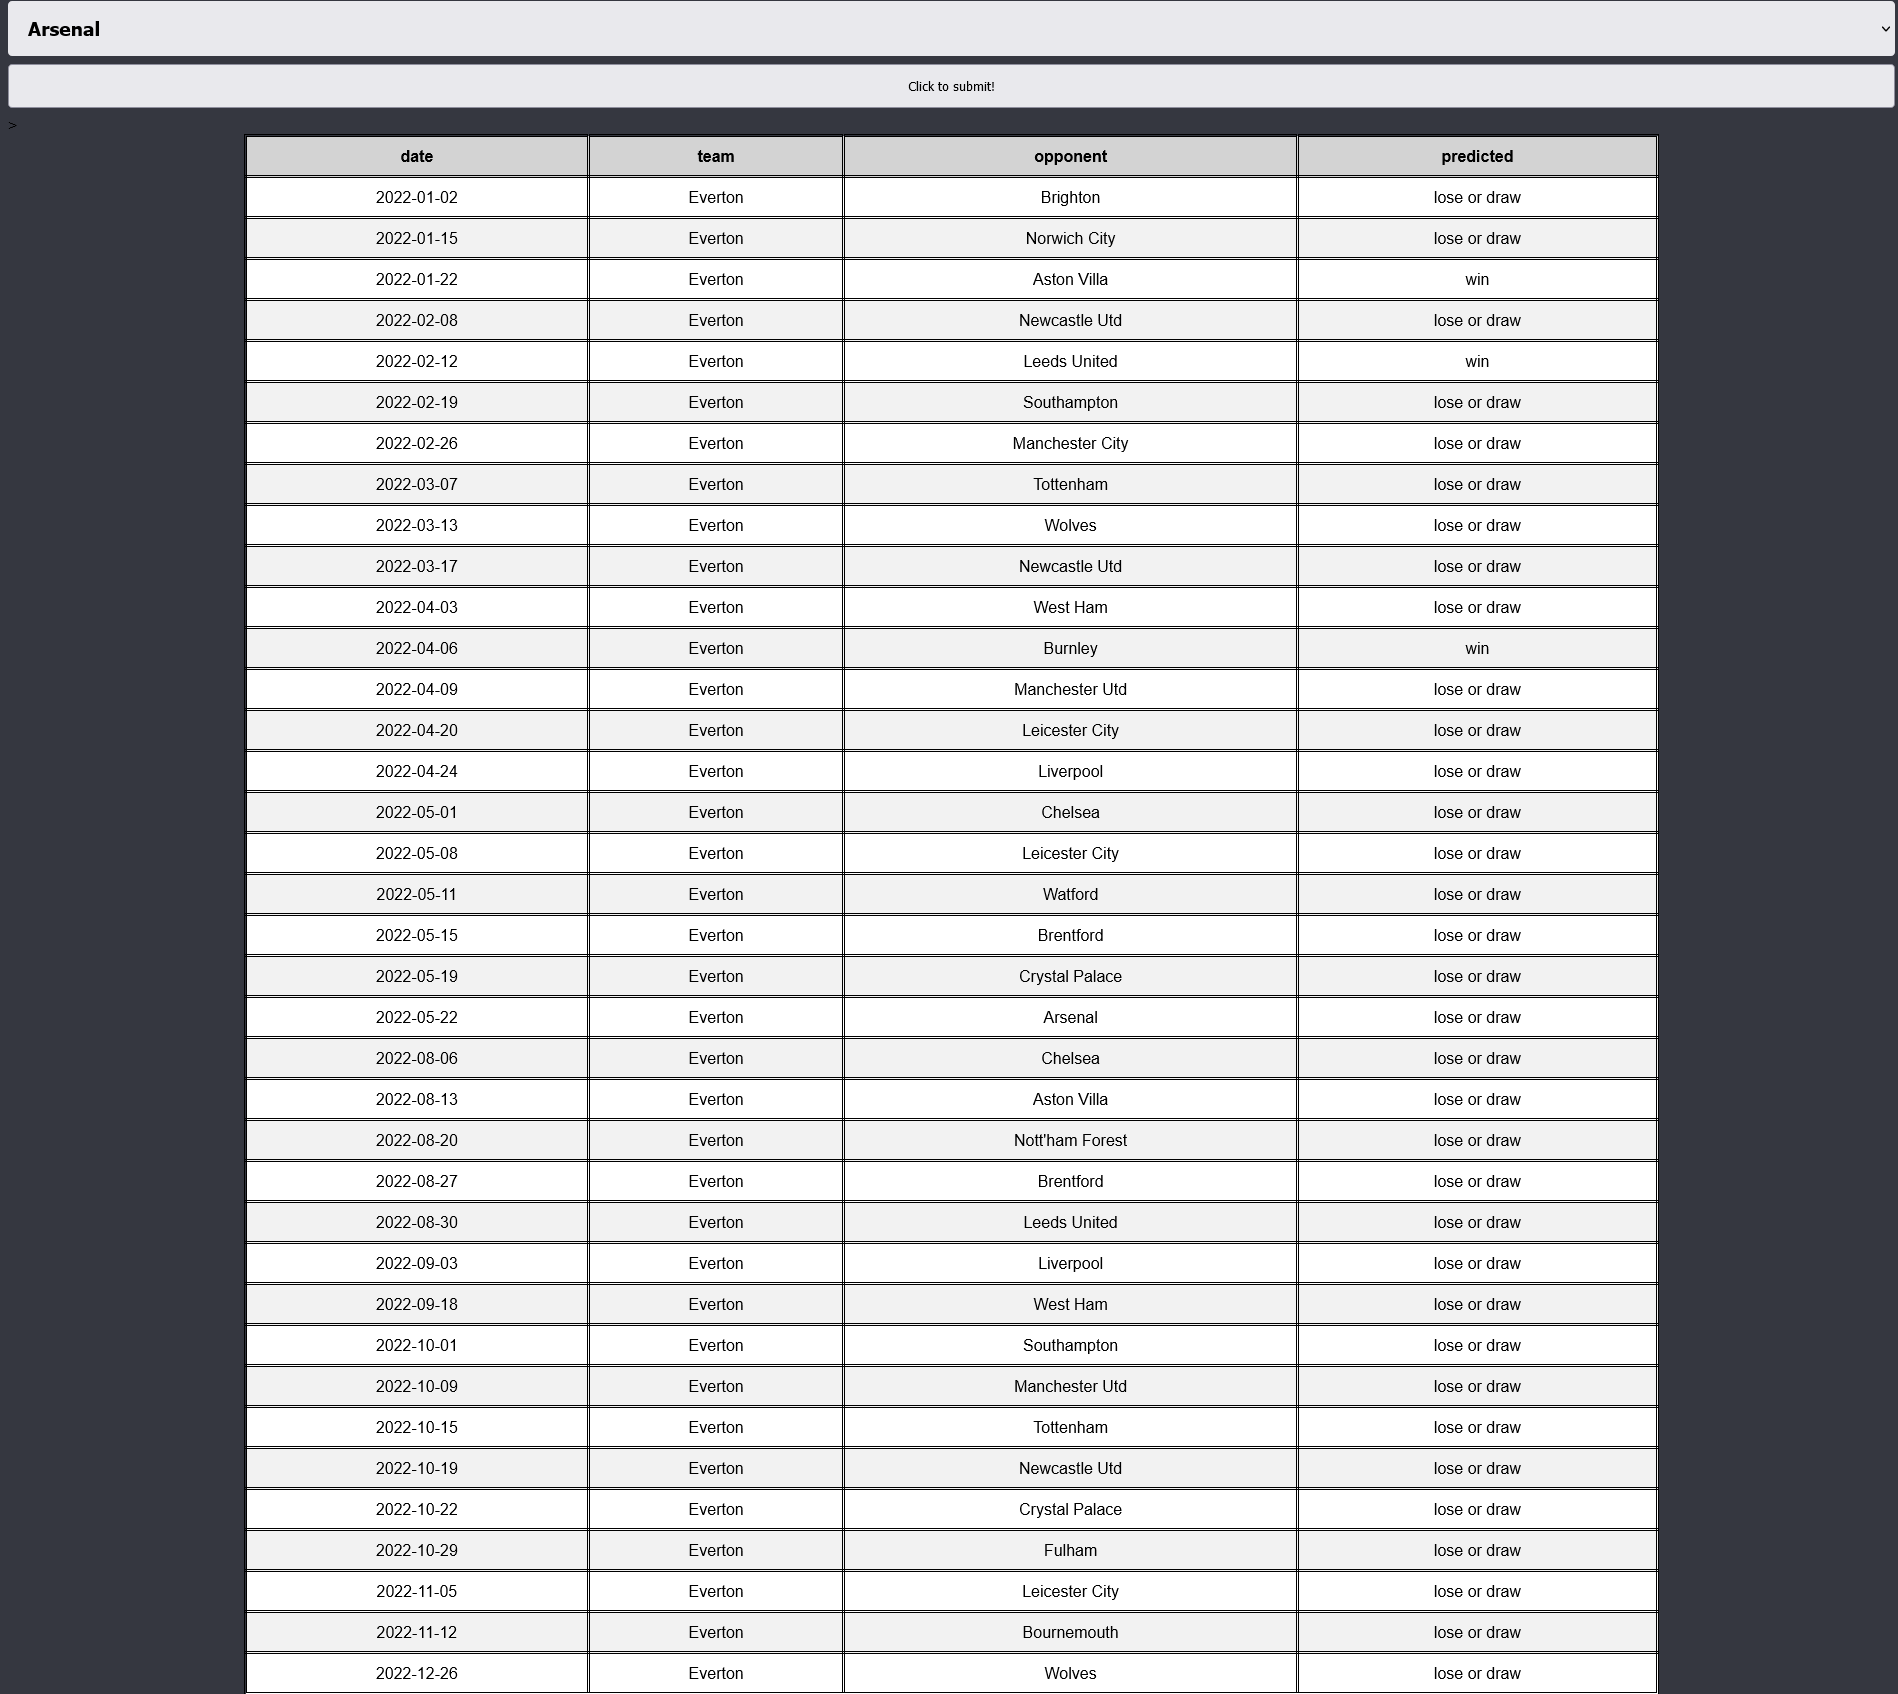 Arsenal
Click to submit!
>
date team opponent predicted
2022-01-02 Everton Brighton lose or draw
2022-01-15 Everton Norwich City lose or draw
2022-01-22 Everton Aston Villa win
2022-02-08 Everton Newcastle Utd lose or draw
2022-02-12 Everton Leeds United win
2022-02-19 Everton Southampton lose or draw
2022-02-26 Everton Manchester City lose or draw
2022-03-07 Everton Tottenham lose or draw
2022-03-13 Everton Wolves lose or draw
2022-03-17 Everton Newcastle Utd lose or draw
2022-04-03 Everton West Ham lose or draw
2022-04-06 Everton Burnley win
2022-04-09 Everton Manchester Utd lose or draw
2022-04-20 Everton Leicester City lose or draw
2022-04-24 Everton Liverpool lose or draw
2022-05-01 Everton Chelsea lose or draw
2022-05-08 Everton Leicester City lose or draw
2022-05-11 Everton Watford lose or draw
2022-05-15 Everton Brentford lose or draw
2022-05-19 Everton Crystal Palace lose or draw
2022-05-22 Everton Arsenal lose or draw
2022-08-06 Everton Chelsea lose or draw
2022-08-13 Everton Aston Villa lose or draw
2022-08-20 Everton Nott'ham Forest lose or draw
2022-08-27 Everton Brentford lose or draw
2022-08-30 Everton Leeds United lose or draw
2022-09-03 Everton Liverpool lose or draw
2022-09-18 Everton West Ham lose or draw
2022-10-01 Everton Southampton lose or draw
2022-10-09 Everton Manchester Utd lose or draw
2022-10-15 Everton Tottenham lose or draw
2022-10-19 Everton Newcastle Utd lose or draw
2022-10-22 Everton Crystal Palace lose or draw
2022-10-29 Everton Fulham lose or draw
2022-11-05 Everton Leicester City lose or draw
2022-11-12 Everton Bournemouth lose or draw
2022-12-26 Everton Wolves lose or draw